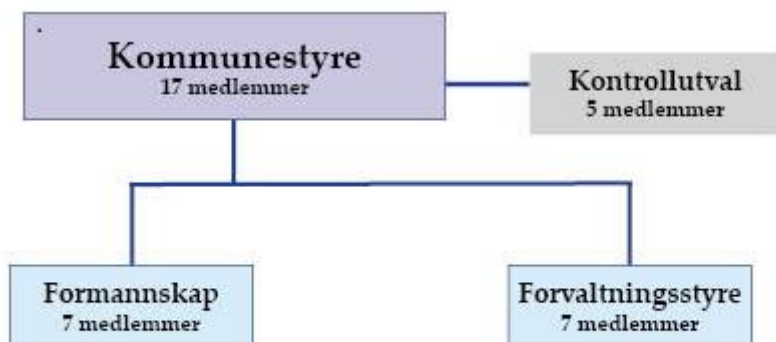 Kommunestyre
17 medlemmer
Kontrollutval
5 medlemmer
Formannskap
7 medlemmer
Forvaltningsstyre
7 medlemmer